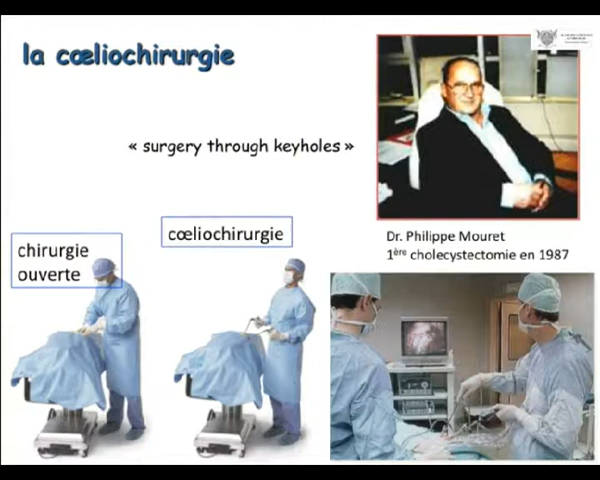 la cœliochirurgie
« surgery through keyholes »
Dr. Philippe Mouret
1ère cholecystectomie en 1987
cœliochirurgie
chirurgie
ouverte